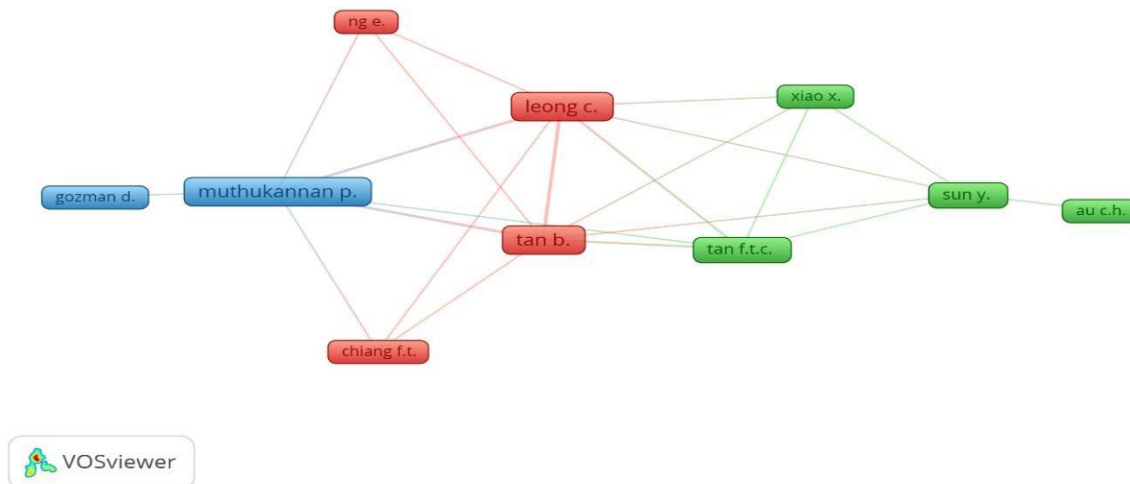 ng e.
leong c.
xiao x.
gozman d.
muthukannan p.
sun y.
au c.h.
tan b.
tan f.t.c.
chiang f.t.
VOSviewer